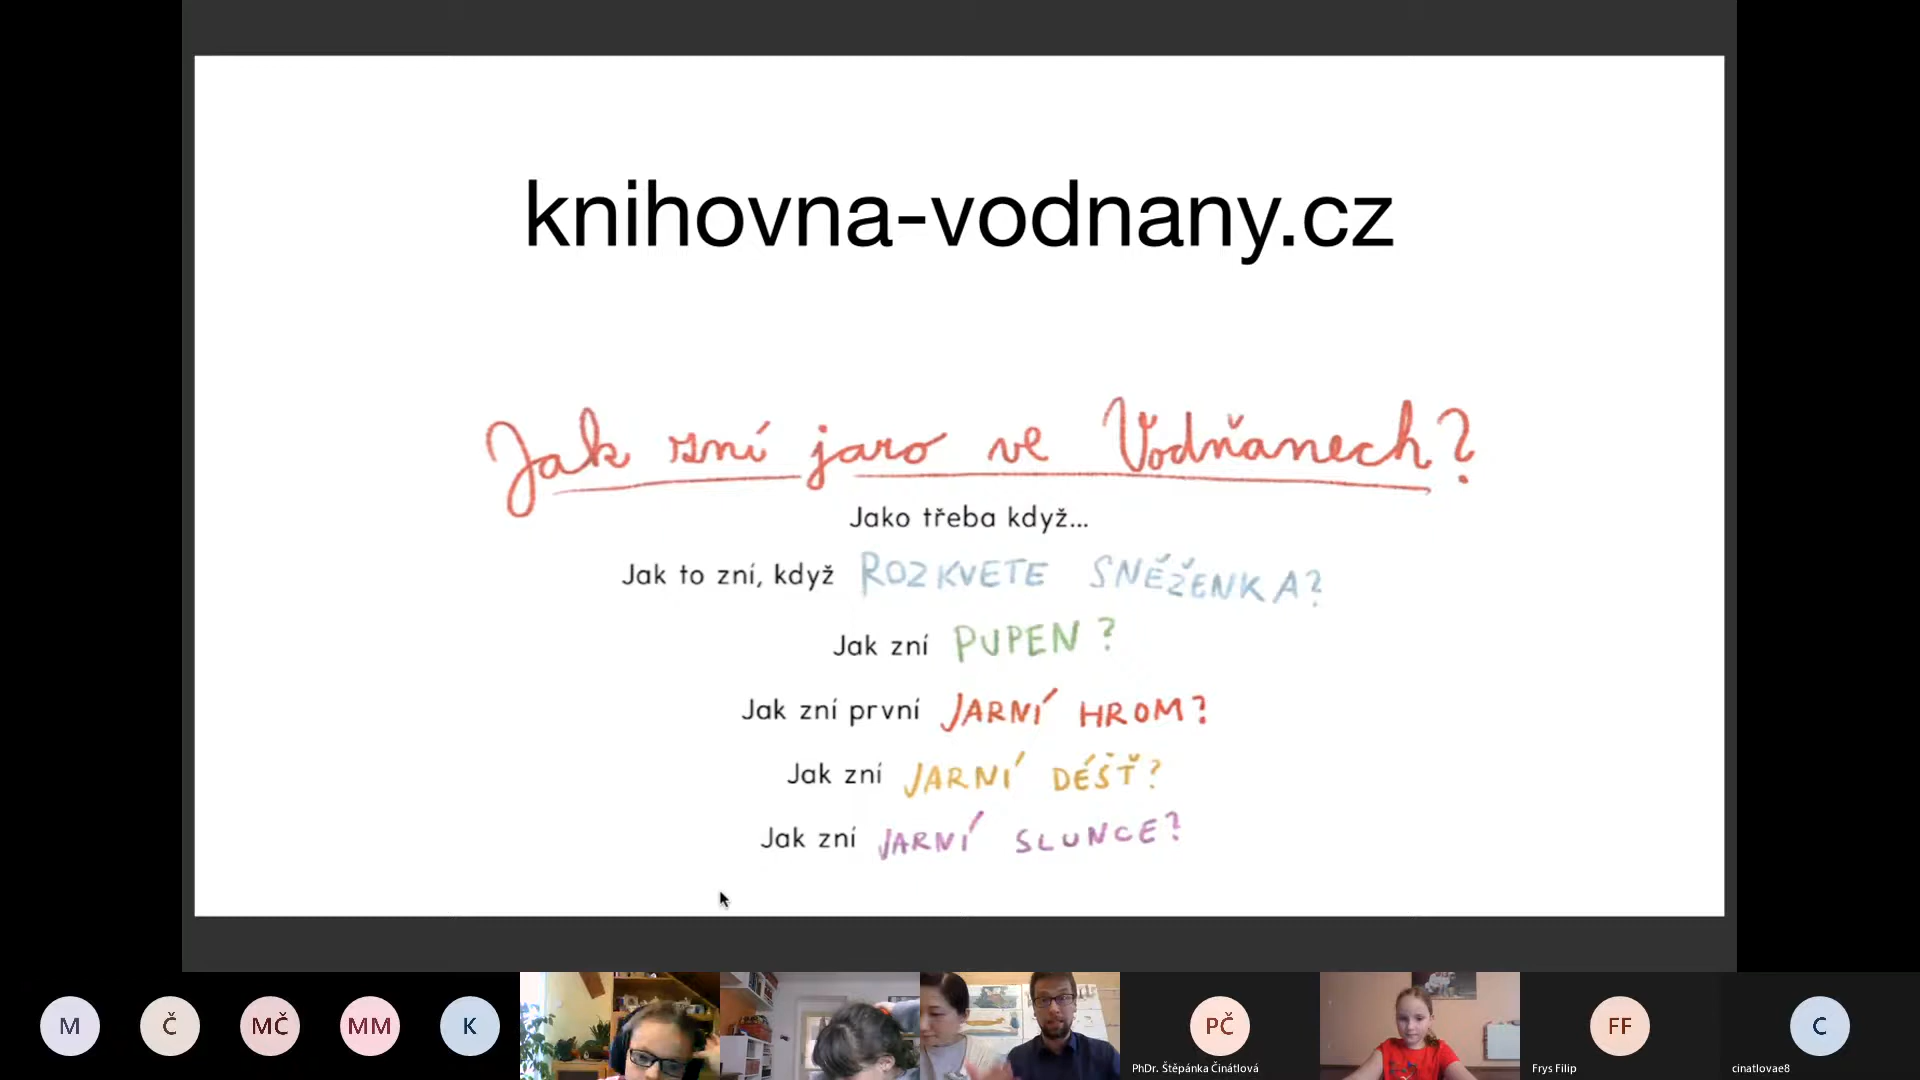 knihovna-vodnany.cz
Jak zní jaro ve Vodňanech?
Jako třeba když...
Jak to zní, když ROZKVETE SNĚŽENKA?
Jak zní PUPEN?
Jak zní první JARNÍ HROM?
Jak zní JARNÍ DÉŠŤ?
Jak zní JARNÍ SLUNCE?
M Č MČ MM K PČ FF C
PhDr. Štěpánka Činátlová Frys Filip cinatlovae8